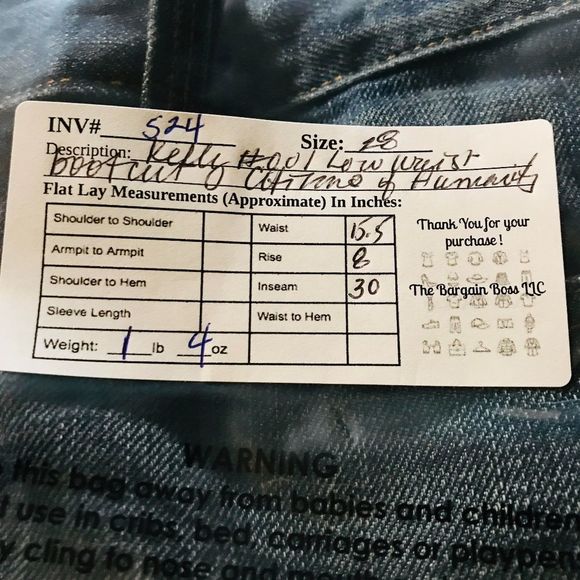 INV# 524
Size: 28
Description: Kelly #001 Low Waist
bootcut Citizens of Humanity
Flat Lay Measurements (Approximate) In Inches:
Shoulder to Shoulder Waist 15.5
Armpit to Armpit Rise 8
Shoulder to Hem Inseam 30
Sleeve Length Waist to Hem
Weight: 1 lb 4 oz
Thank You for your
purchase !
The Bargain Boss LLC
WARNING
this bag away from babies and children
use in cribs, bed, carriages or playpen
cling to nose and